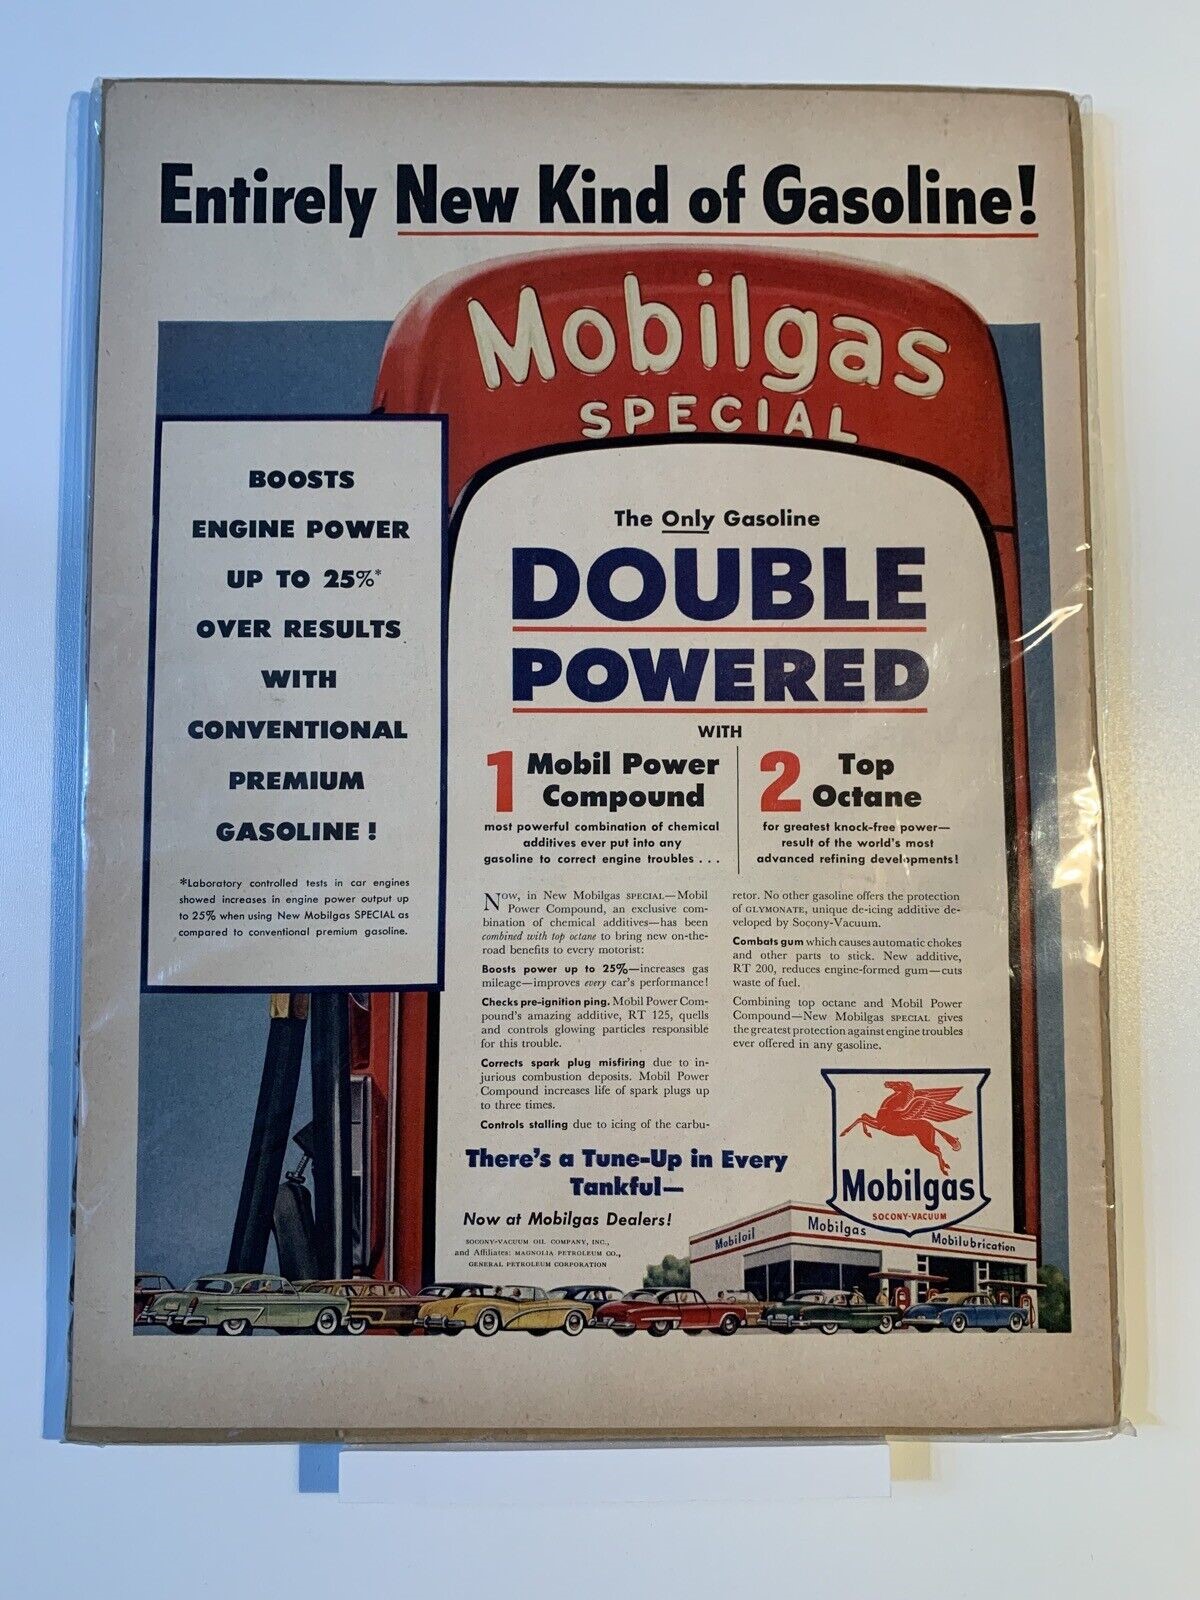 Entirely New Kind of Gasoline!
Mobilgas
SPECIAL
BOOSTS
ENGINE POWER
UP TO 25%*
OVER RESULTS
WITH
CONVENTIONAL
PREMIUM
GASOLINE!
*Laboratory controlled tests in car engines
showed increases in engine power output up
to 25% when using New Mobilgas SPECIAL as
compared to conventional premium gasoline.
The Only Gasoline
DOUBLE
POWERED
WITH
1 Mobil Power
Compound
most powerful combination of chemical
additives ever put into any
gasoline to correct engine troubles . . .
2 Top
Octane
for greatest knock-free power—
result of the world's most
advanced refining developments!
Now, in New Mobilgas SPECIAL—Mobil
Power Compound, an exclusive com-
bination of chemical additives—has been
combined with top octane to bring new on-the-
road benefits to every motorist:
Boosts power up to 25%—increases gas
mileage—improves every car's performance!
Checks pre-ignition ping. Mobil Power Com-
pound's amazing additive, RT 125, quells
and controls glowing particles responsible
for this trouble.
Corrects spark plug misfiring due to in-
jurious combustion deposits. Mobil Power
Compound increases life of spark plugs up
to three times.
Controls stalling due to icing of the carbu-
retor. No other gasoline offers the protection
of GLYMONATE, unique de-icing additive de-
veloped by Socony-Vacuum.
Combats gum which causes automatic chokes
and other parts to stick. New additive,
RT 200, reduces engine-formed gum—cuts
waste of fuel.
Combining top octane and Mobil Power
Compound—New Mobilgas SPECIAL gives
the greatest protection against engine troubles
ever offered in any gasoline.
There's a Tune-Up in Every
Tankful—
Now at Mobilgas Dealers!
SOCONY-VACUUM OIL COMPANY, INC.,
and Affiliates: MAGNOLIA PETROLEUM CO.,
GENERAL PETROLEUM CORPORATION
Mobilgas
SOCONY-VACUUM
Mobiloil
Mobilgas
Mobilubrication